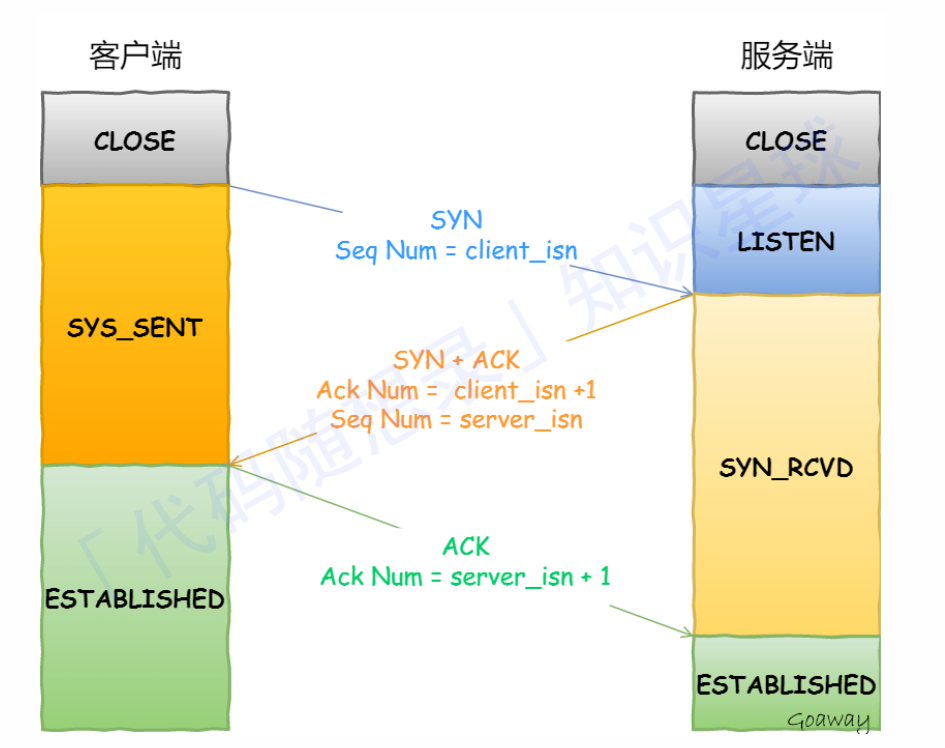 客户端
服务端
CLOSE
CLOSE
SYN
Seq Num = client_isn
LISTEN
SYS_SENT
SYN + ACK
Ack Num = client_isn +1
Seq Num = server_isn
SYN_RCVD
ACK
Ack Num = server_isn + 1
ESTABLISHED
ESTABLISHED
Goaway
「代码随想录」知识星球